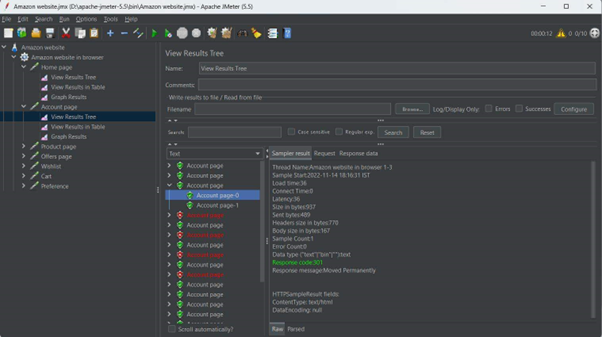 Amazon website.jmx (D:\apache-jmeter-5.5\bin\Amazon website.jmx) - Apache JMeter (5.5)
File Edit Search Run Options Tools Help
00:00:12 0 0/10
Amazon website
Amazon website in browser
Home page
View Results Tree
View Results in Table
Graph Results
Account page
View Results Tree
View Results in Table
Graph Results
Product page
Offers page
Wishlist
Cart
Preference
View Results Tree
Name: View Results Tree
Comments:
Write results to file / Read from file
Filename Browse... Log/Display Only: Errors Successes Configure
Search: Case sensitive Regular exp. Search Reset
Text
Account page
Account page
Account page
Account page-0
Account page-1
Account page
Account page
Account page
Account page
Account page
Account page
Account page
Account page
Account page
Account page
Account page
Scroll automatically?
Sampler result Request Response data
Thread Name:Amazon website in browser 1-3
Sample Start:2022-11-14 18:16:31 IST
Load time:36
Connect Time:0
Latency:36
Size in bytes:937
Sent bytes:489
Headers size in bytes:770
Body size in bytes:167
Sample Count:1
Error Count:0
Data type ("text"|"bin"|""):text
Response code:301
Response message:Moved Permanently
HTTPSampleResult fields:
ContentType: text/html
DataEncoding: null
Raw Parsed